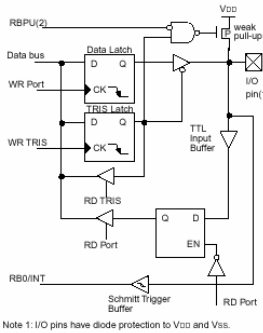 VDD
RBPU(2)
weak
P pull-up
Data bus
Data Latch
D Q
WR Port
CK
I/O
pin(
TRIS Latch
D Q
WR TRIS
CK
TTL
Input
Buffer
RD TRIS
Q D
RD Port
EN
RB0/INT
Schmitt Trigger
Buffer
RD Port
Note 1: I/O pins have diode protection to VDD and VSS.